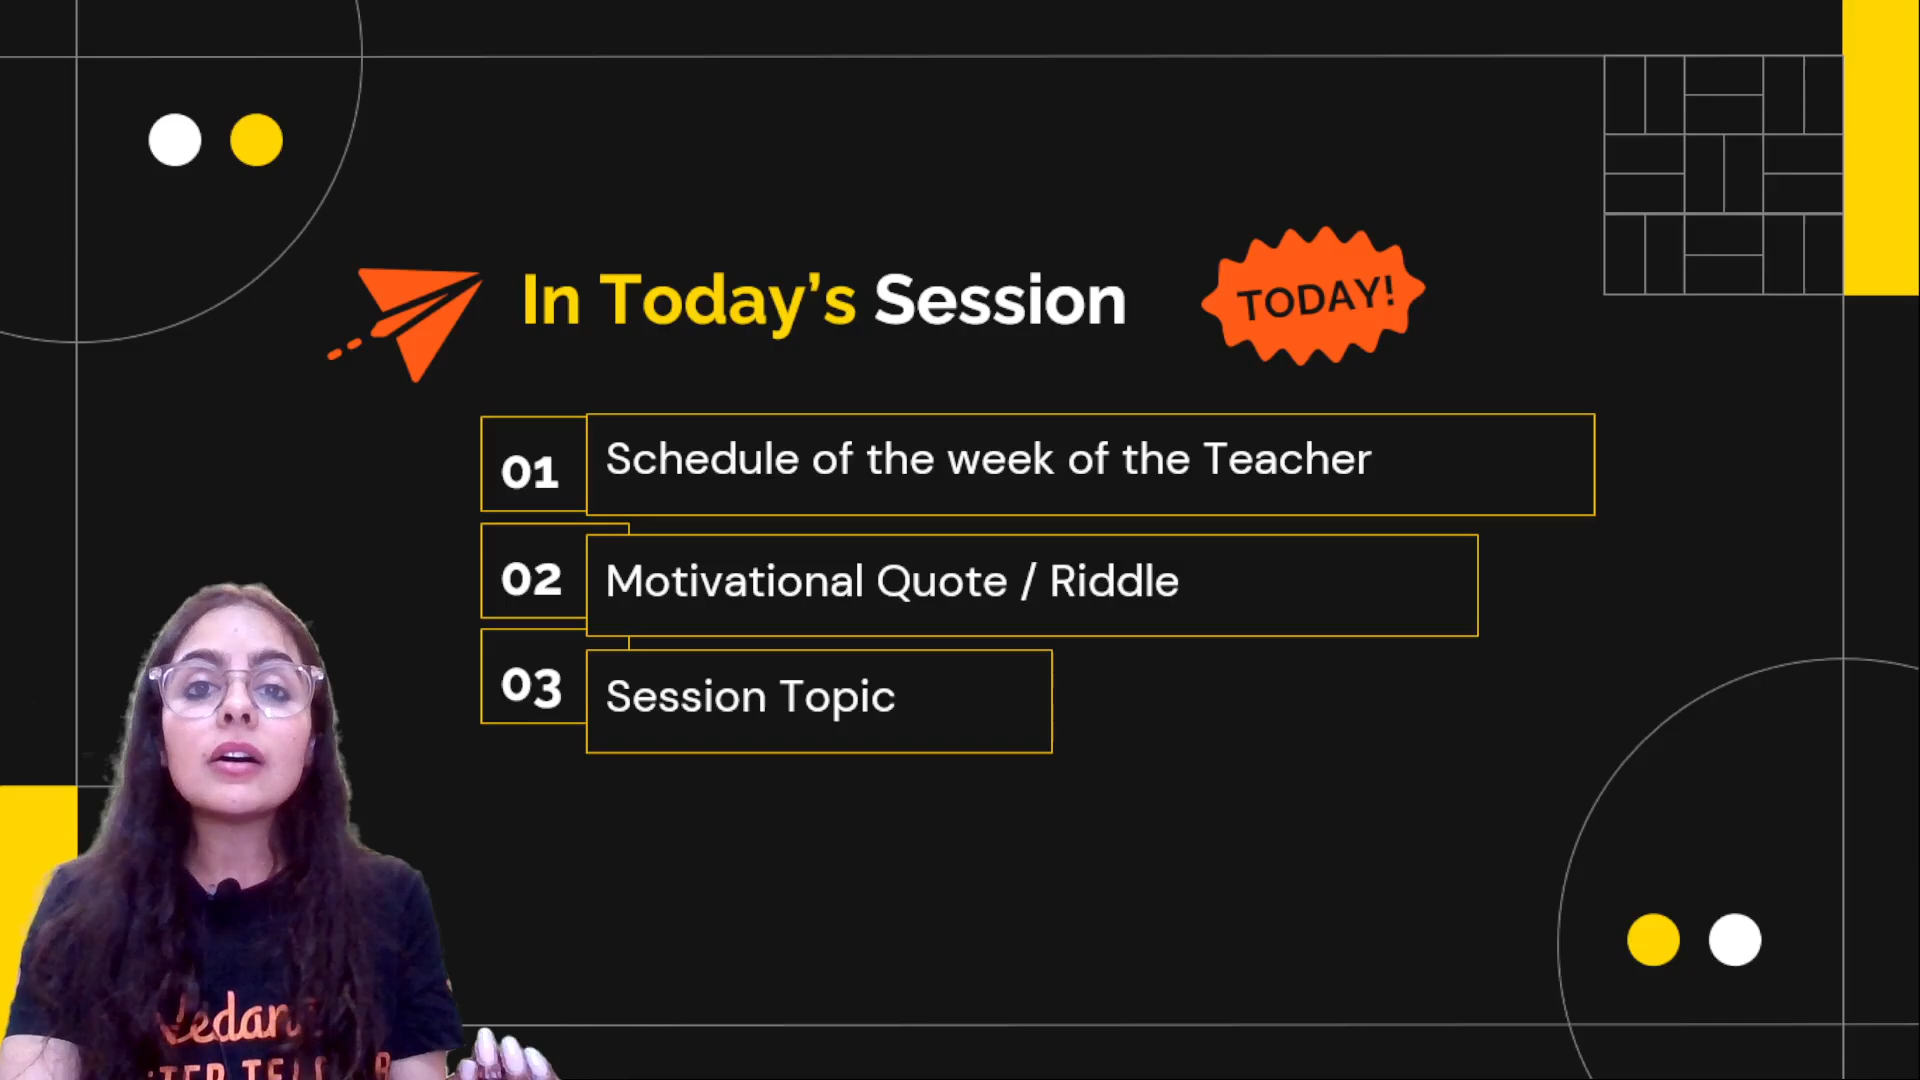 In Today’s Session
TODAY!
01 Schedule of the week of the Teacher
02 Motivational Quote / Riddle
03 Session Topic